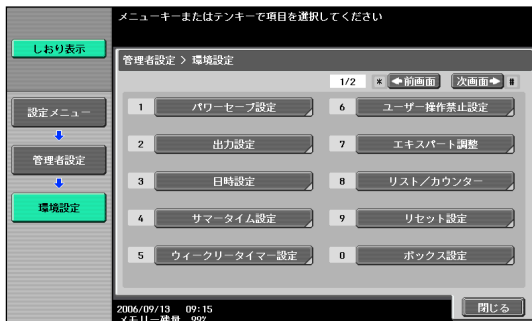 メニューキーまたはテンキーで項目を選択してください
しおり表示
管理者設定 > 環境設定
1/2 * ←前画面 次画面→ #
設定メニュー
管理者設定
環境設定
1 パワーセーブ設定
2 出力設定
3 日時設定
4 サマータイム設定
5 ウィークリータイマー設定
6 ユーザー操作禁止設定
7 エキスパート調整
8 リスト/カウンター
9 リセット設定
0 ボックス設定
2006/09/13 09:15
メモリー残量 99%
閉じる